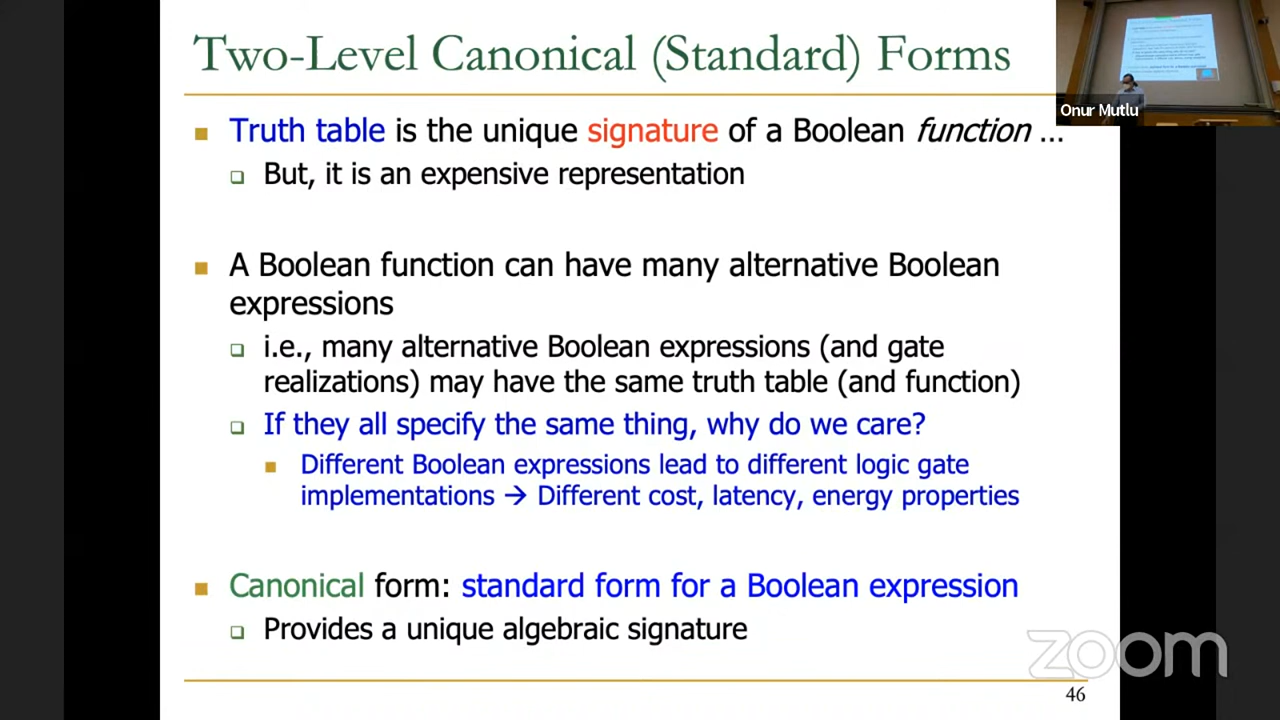 Two-Level Canonical (Standard) Forms
Onur Mutlu
Truth table is the unique signature of a Boolean function ...
But, it is an expensive representation
A Boolean function can have many alternative Boolean
expressions
i.e., many alternative Boolean expressions (and gate
realizations) may have the same truth table (and function)
If they all specify the same thing, why do we care?
Different Boolean expressions lead to different logic gate
implementations → Different cost, latency, energy properties
Canonical form: standard form for a Boolean expression
Provides a unique algebraic signature
zoom
46